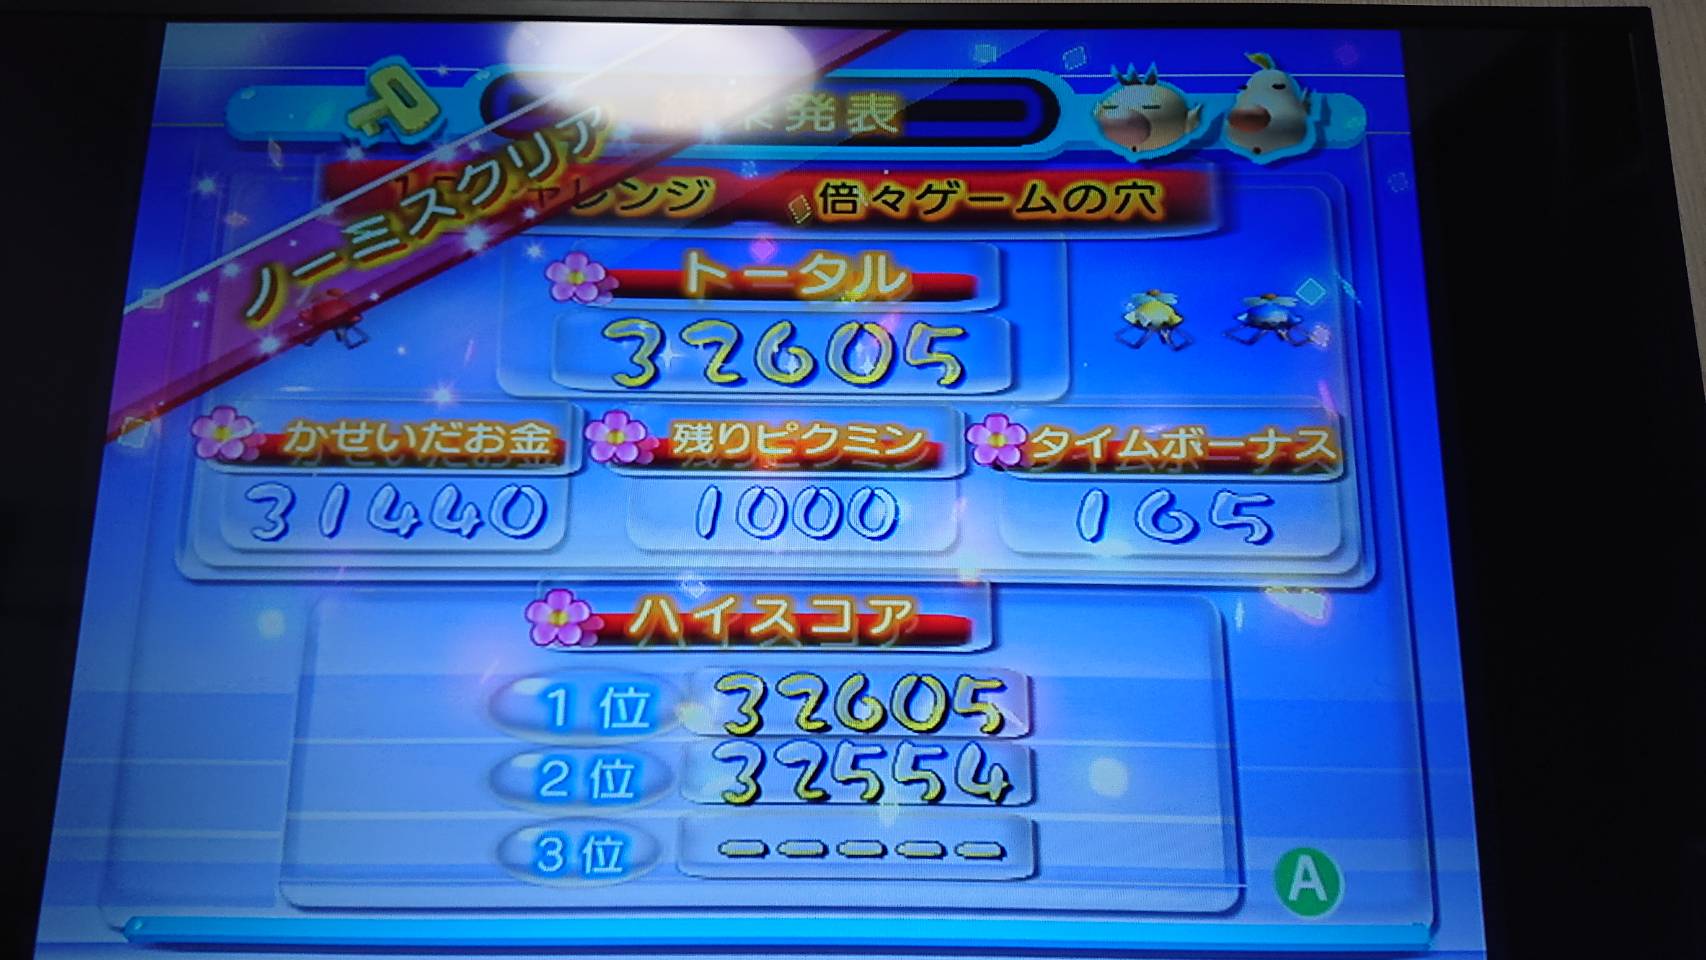 発表
ノーミスクリア
チャレンジ 倍々ゲームの穴
トータル
32605
かせいだお金 残りピクミン タイムボーナス
31440 1000 165
ハイスコア
1位 32605
2位 32554
3位 -----
A